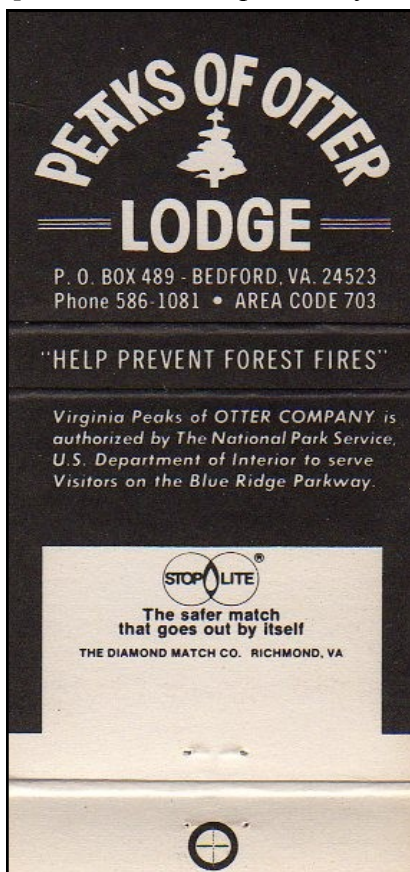 PEAKS OF OTTER
LODGE
P. O. BOX 489 - BEDFORD, VA. 24523
Phone 586-1081 • AREA CODE 703
"HELP PREVENT FOREST FIRES"
Virginia Peaks of OTTER COMPANY is
authorized by The National Park Service,
U.S. Department of Interior to serve
Visitors on the Blue Ridge Parkway.
STOP LITE ®
The safer match
that goes out by itself
THE DIAMOND MATCH CO. RICHMOND, VA